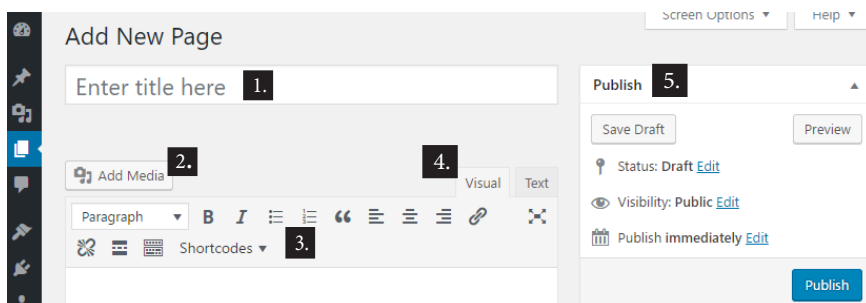 Screen Options ▼ Help ▼
Add New Page
Enter title here 1.
Publish 5.
Save Draft Preview
2.
Add Media
4.
Visual Text
Status: Draft Edit
Visibility: Public Edit
Paragraph ▼ B I “
Shortcodes ▼ 3.
Publish immediately Edit
Publish